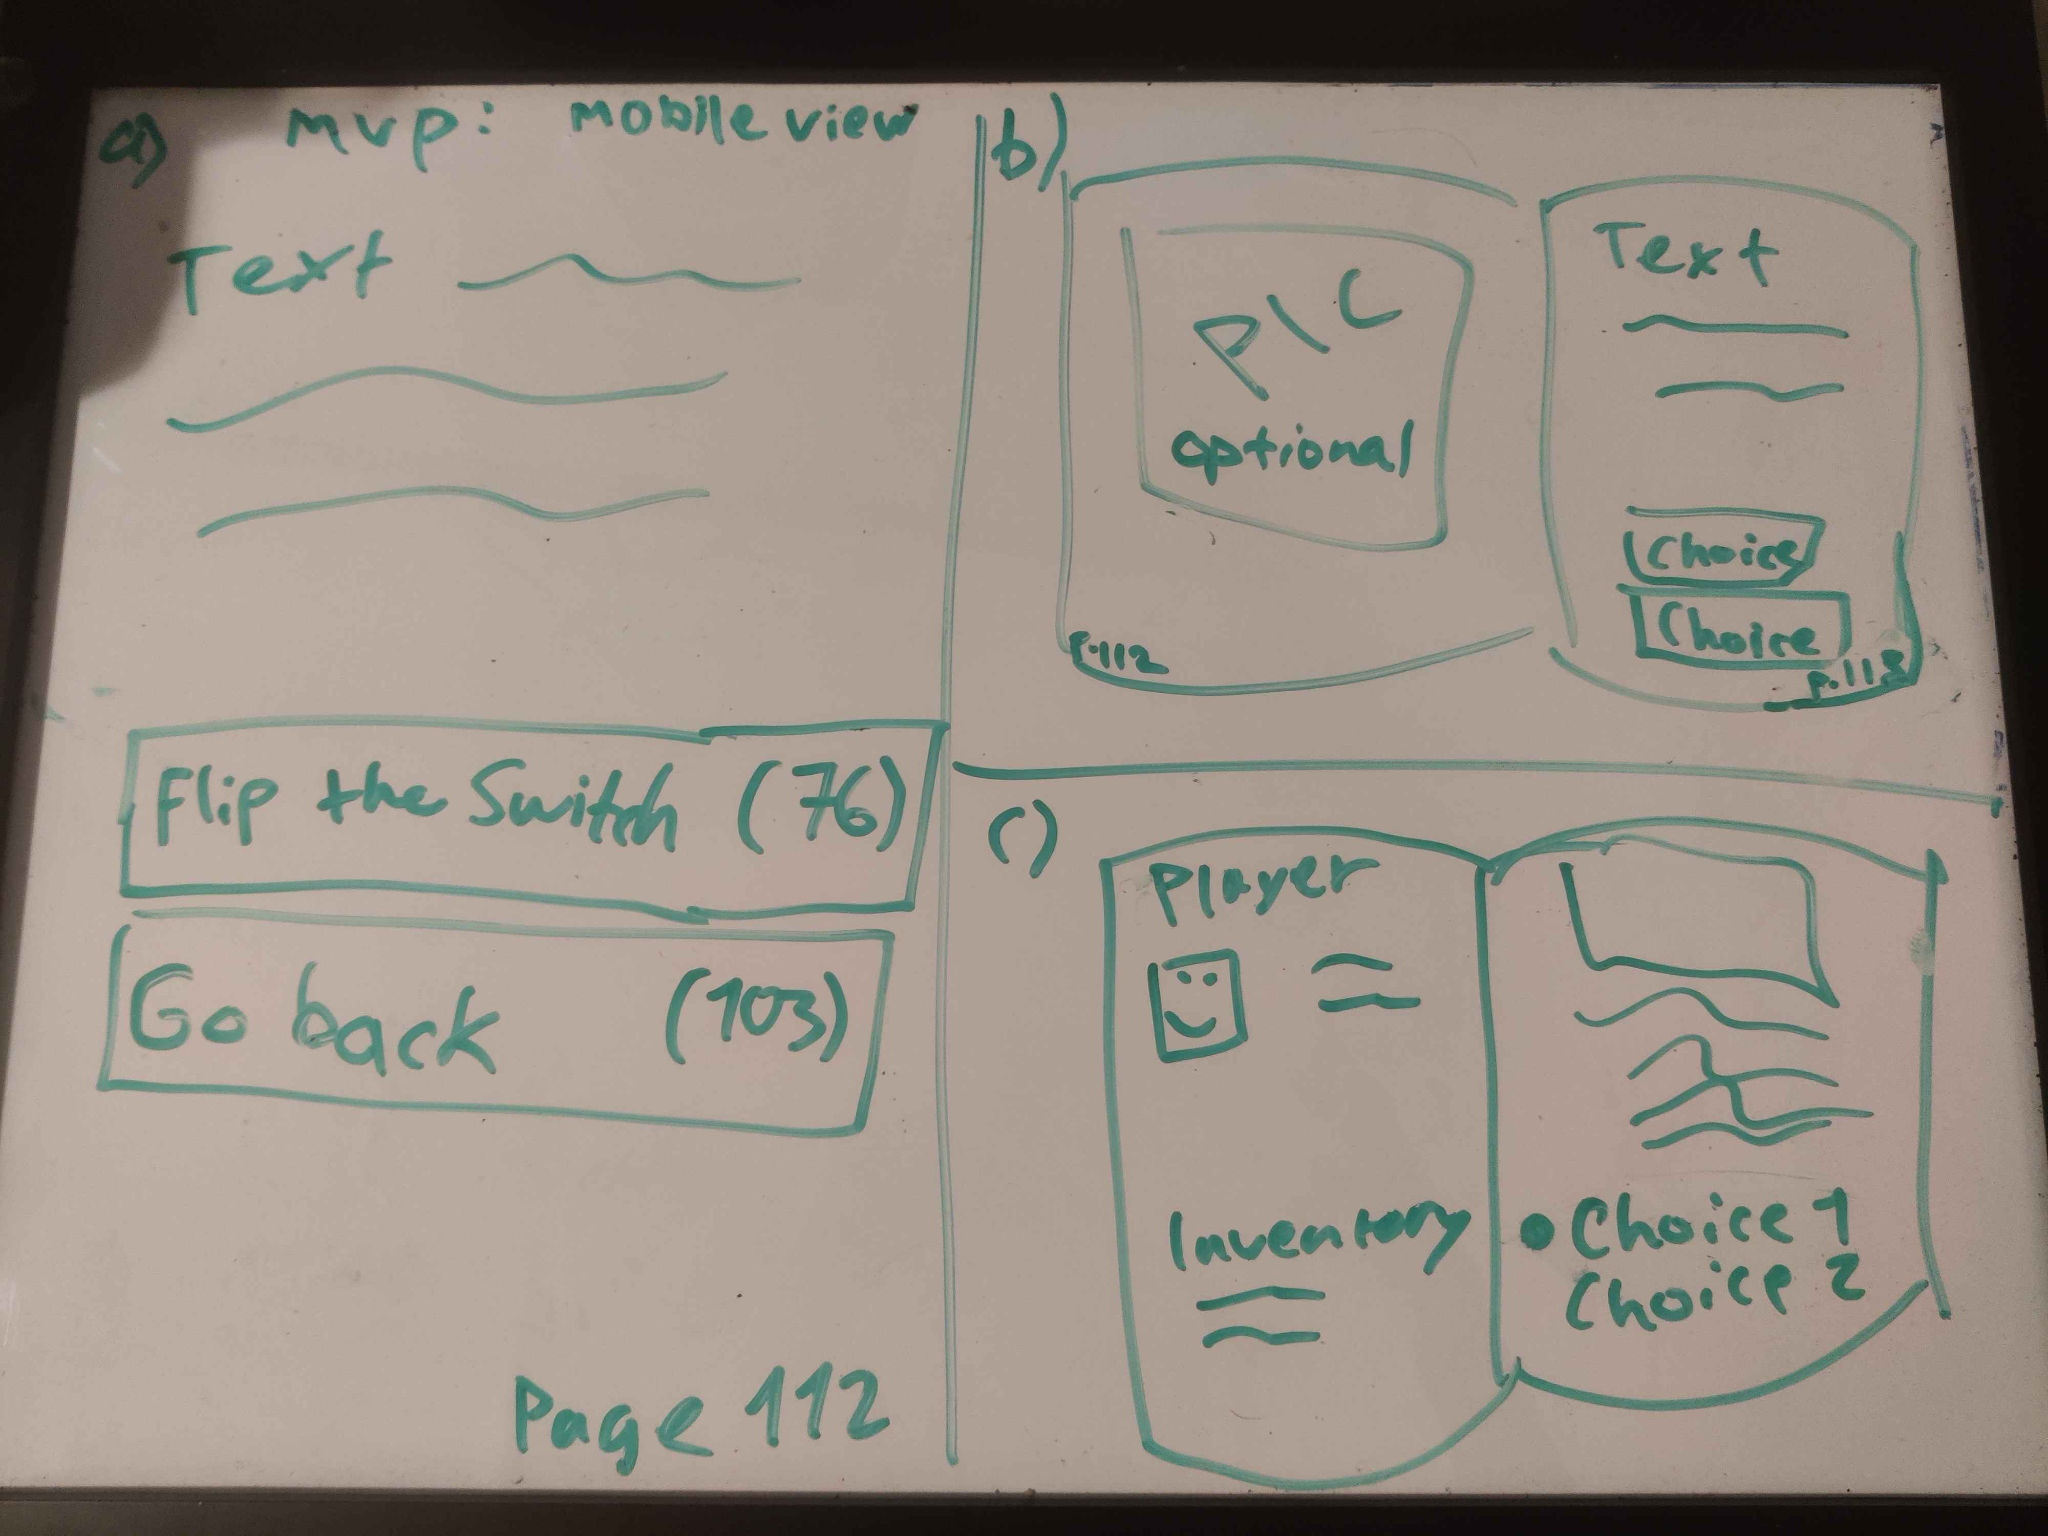 a) mvp: mobile view
Text
Flip the Switch (76)
Go back (103)
Page 112
b)
PIC
optional
p.112
Text
Choice
Choice
p.113
c)
Player
Inventory
Choice 1
Choice 2